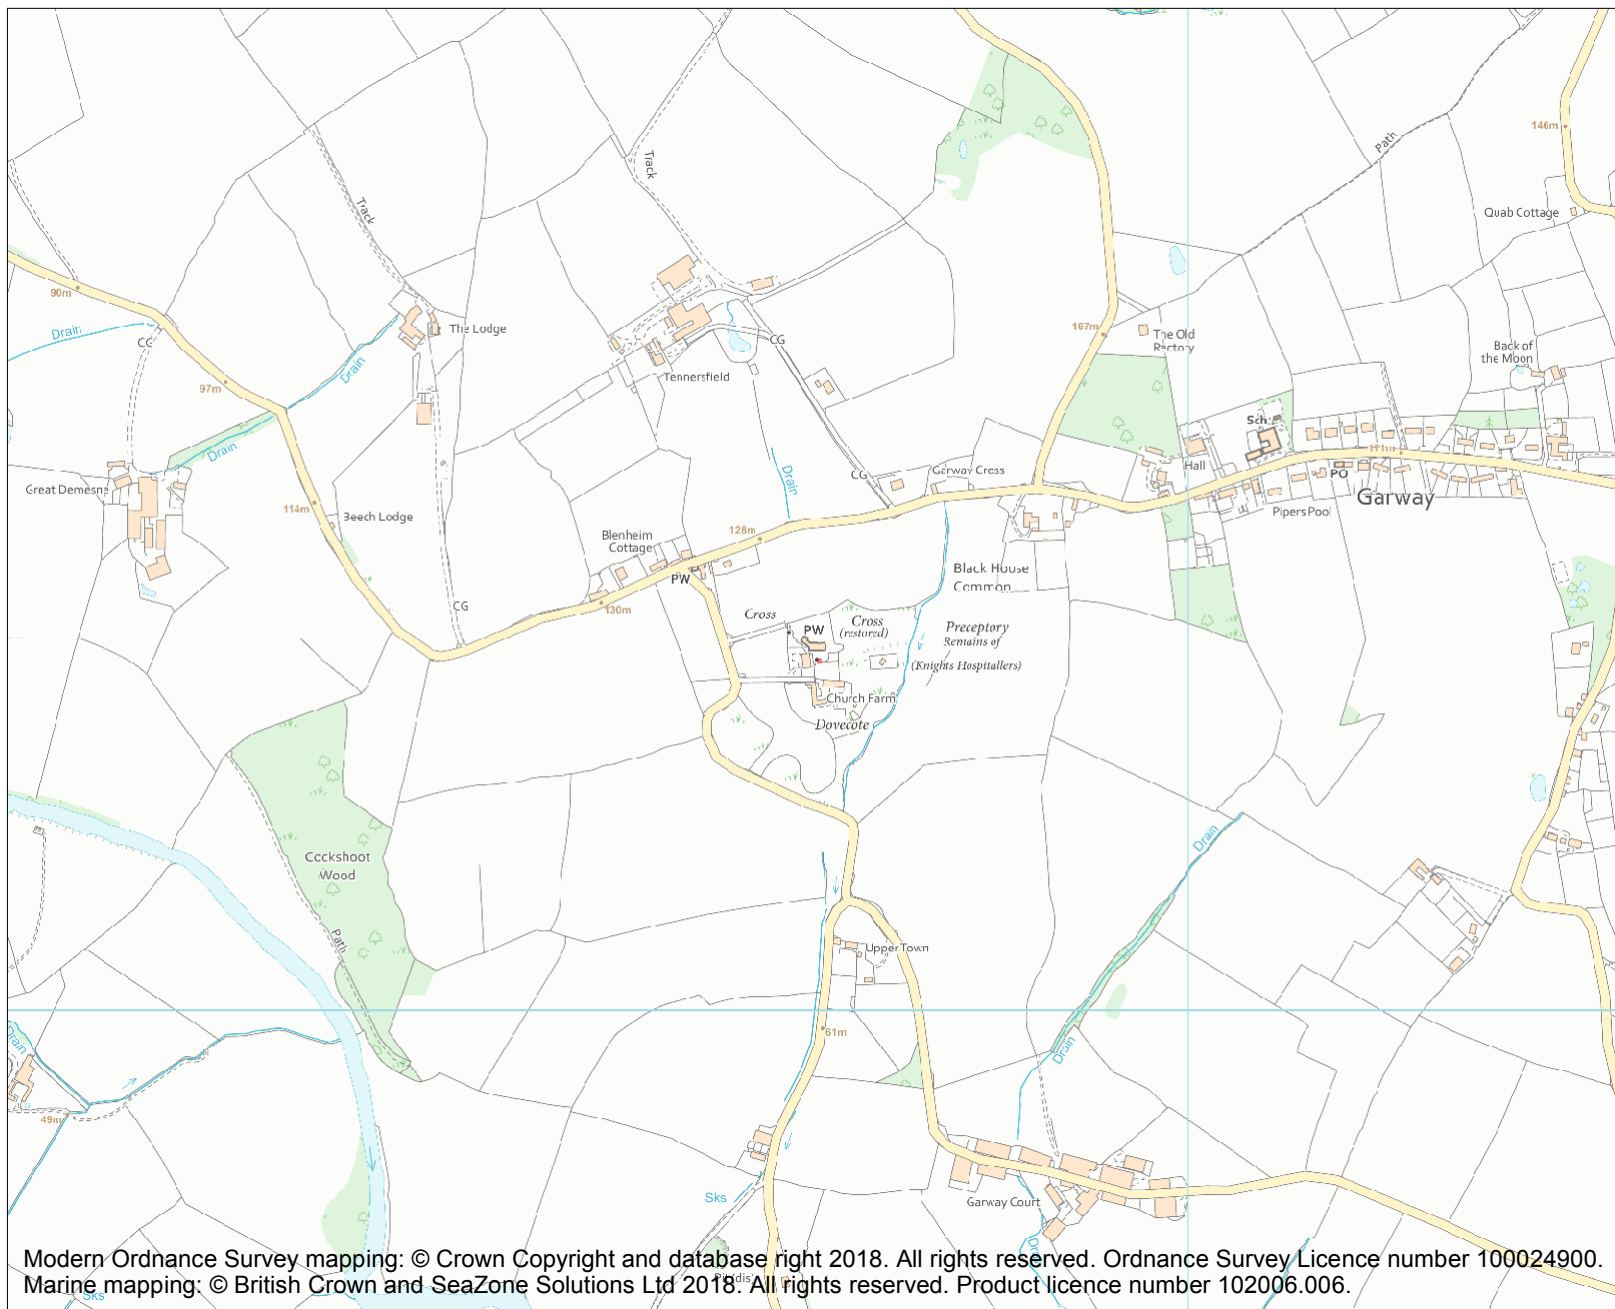 146m
Path
Track
Quab Cottage
Track
90m
Drain
CG
The Lodge
167m
The Old
Rectory
CG
Back of
the Moon
Drain
97m
Tennersfield
Sch
Drain
Garway Cross
CG
Hall
171m
PO
Garway
Great Demesne
Drain
114m
Beech Lodge
Pipers Pool
128m
Blenheim
Cottage
PW
Black House
Common
CG
130m
Cross
PW
Cross
(restored)
Preceptory
Remains of
(Knights Hospitallers)
Church Farm
Dovecote
Drain
Cockshoot
Wood
Path
Upper Town
61m
Drain
Drain
49m
Sks
Garway Court
Drain
Modern Ordnance Survey mapping: © Crown Copyright and database right 2018. All rights reserved. Ordnance Survey Licence number 100024900.
Marine mapping: © British Crown and SeaZone Solutions Ltd 2018. All rights reserved. Product licence number 102006.006.
Sks